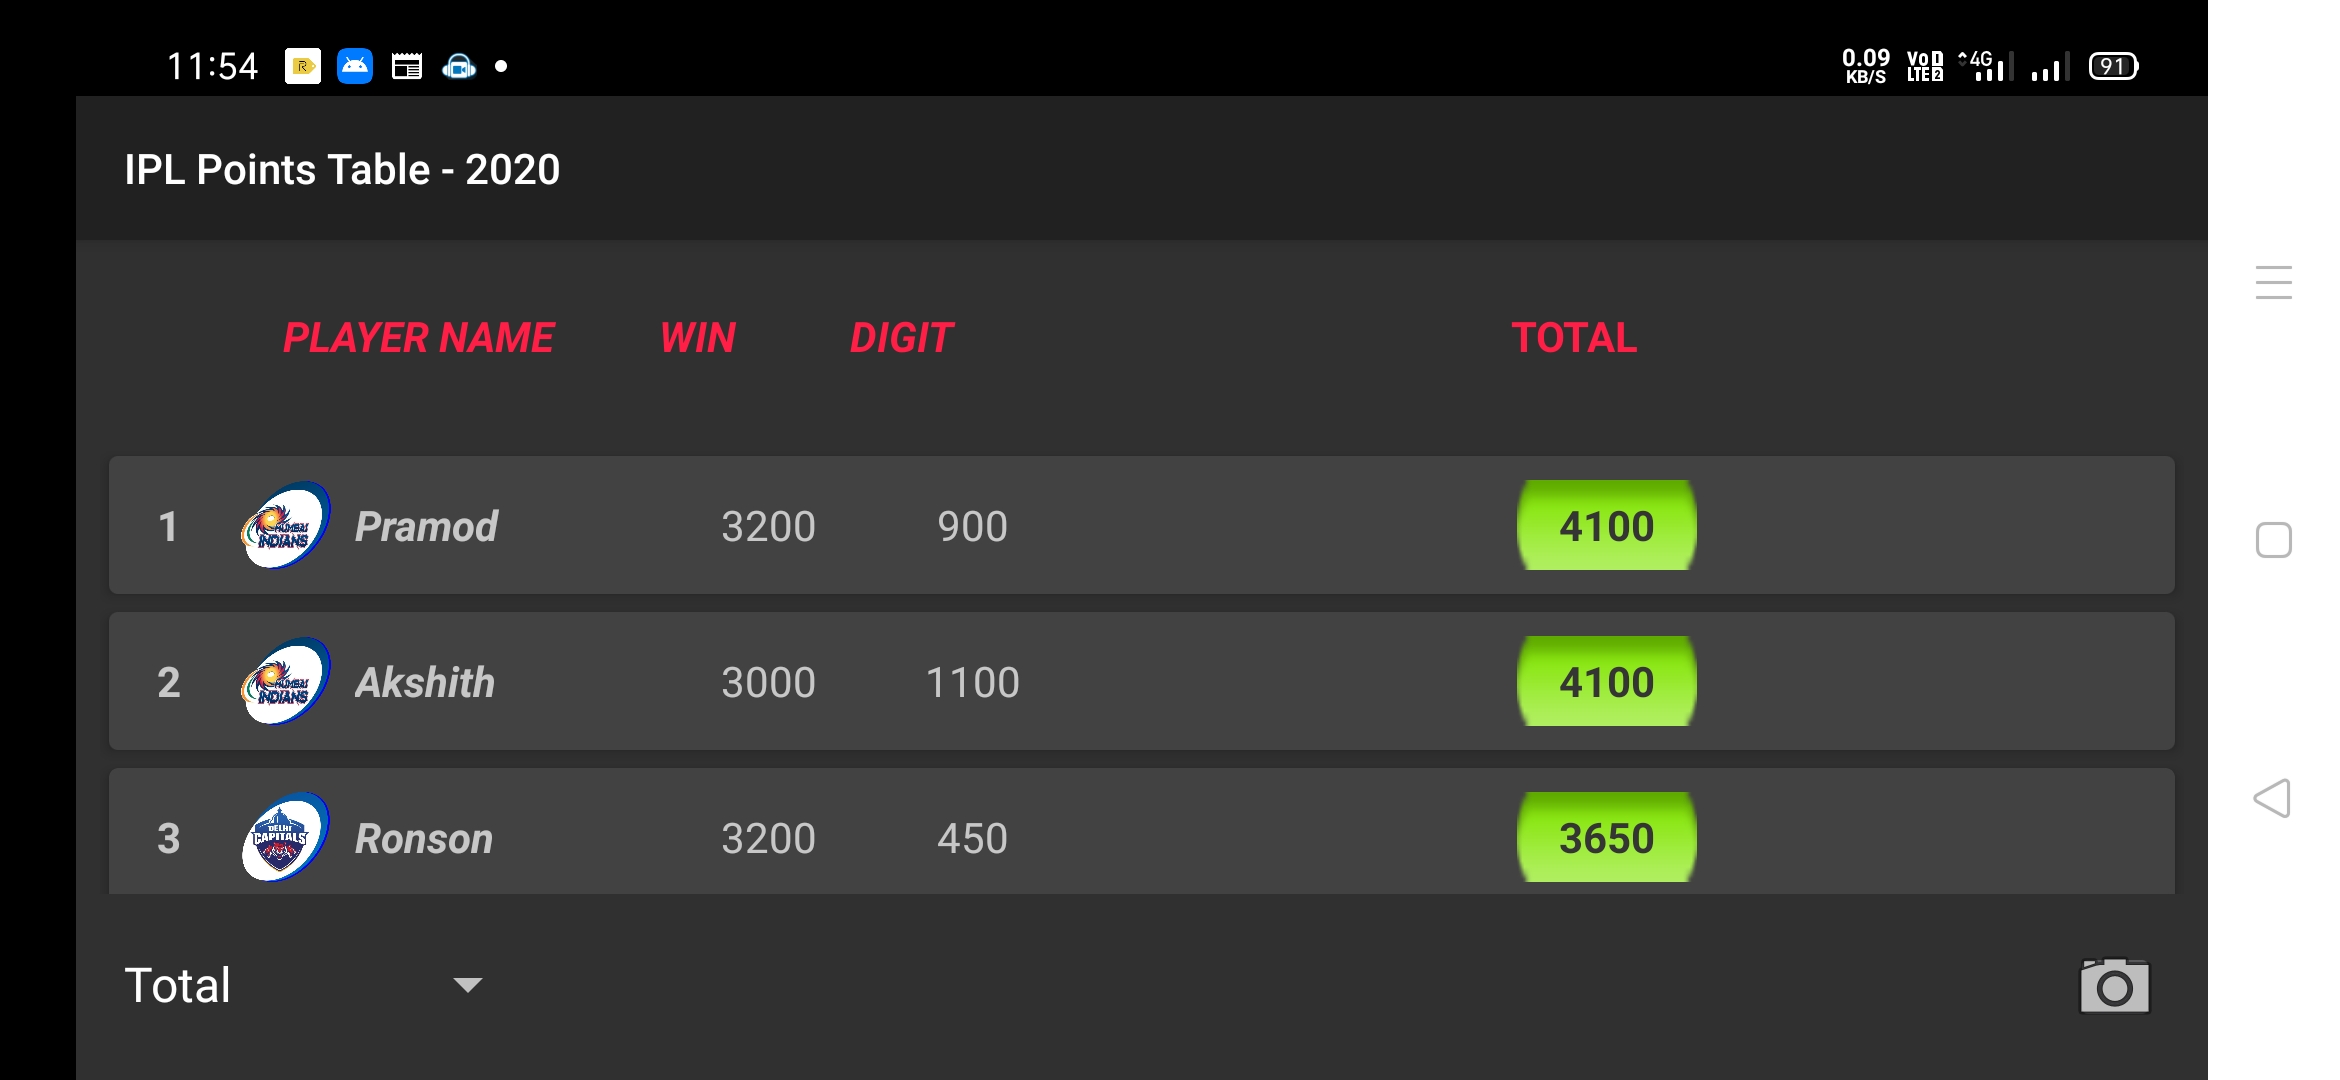 11:54 R 0.09 KB/S VoLTE 1 2 4G 91
IPL Points Table - 2020
PLAYER NAME WIN DIGIT TOTAL
1 MUMBAI INDIANS Pramod 3200 900 4100
2 MUMBAI INDIANS Akshith 3000 1100 4100
3 DELHI CAPITALS Ronson 3200 450 3650
Total